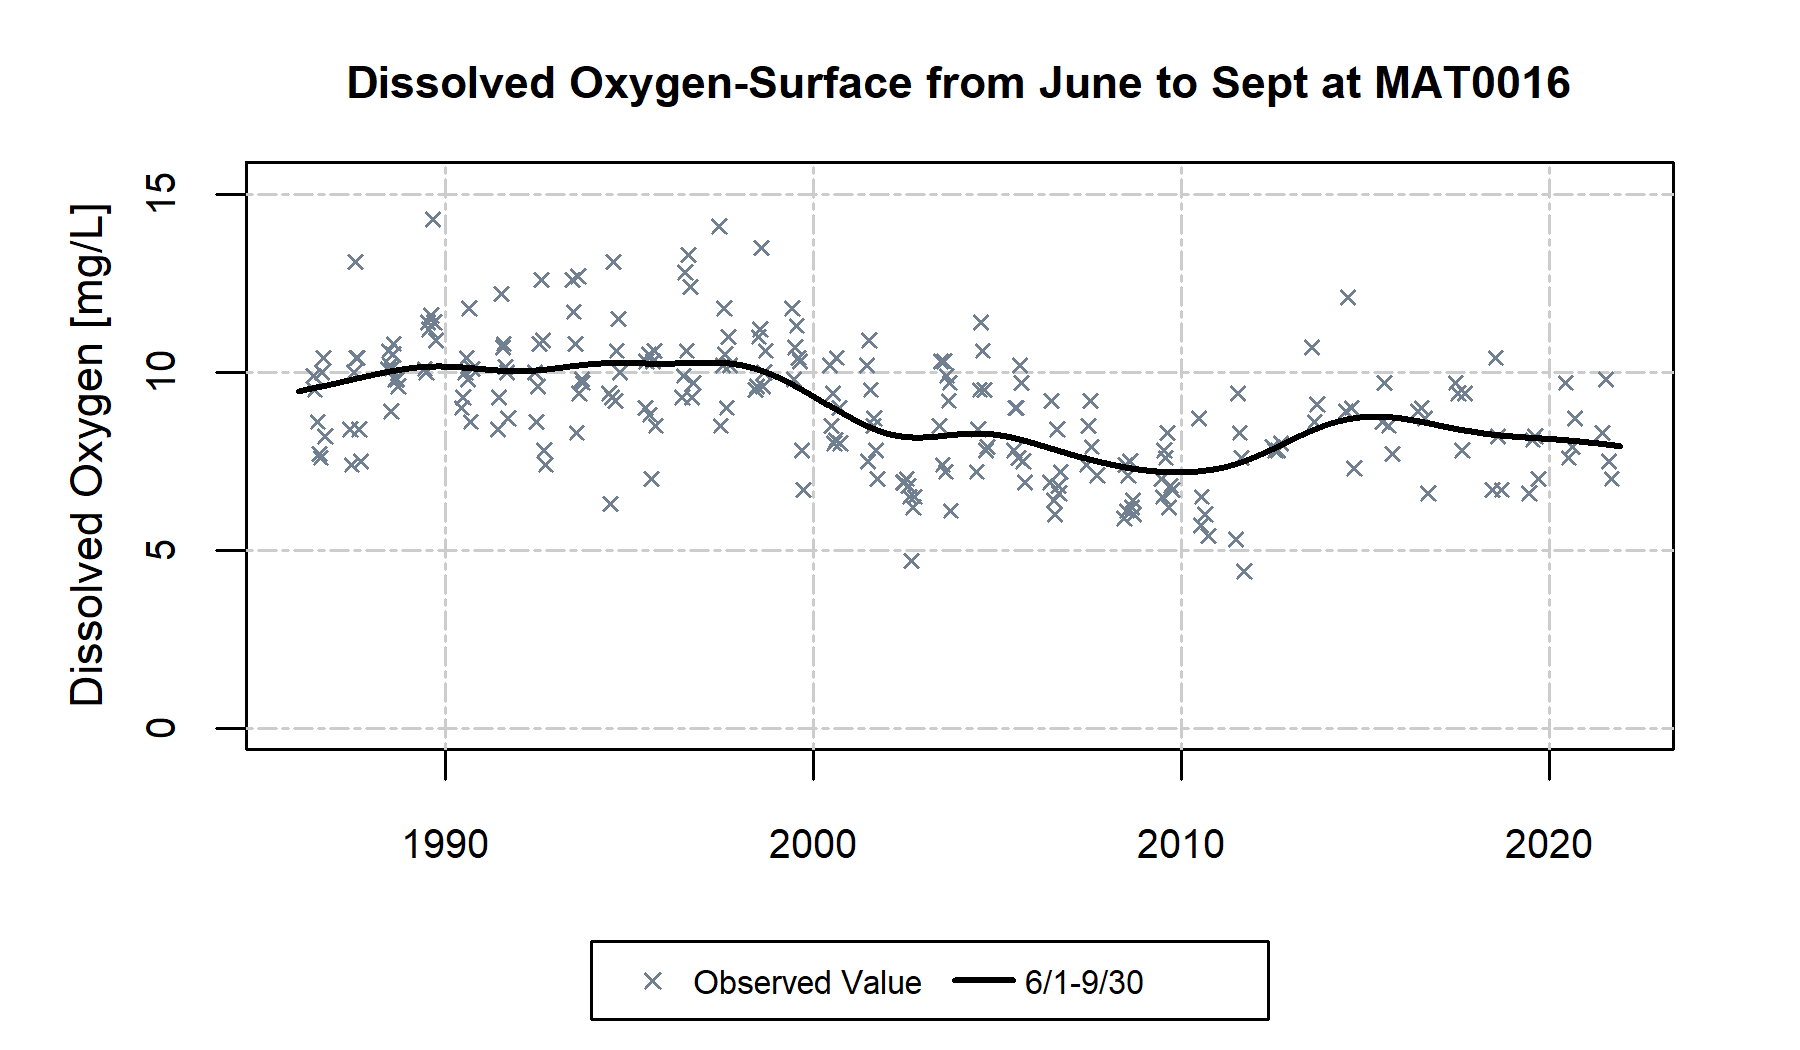 Dissolved Oxygen-Surface from June to Sept at MAT0016
Dissolved Oxygen [mg/L]
15
10
5
0
1990 2000 2010 2020
Observed Value 6/1-9/30